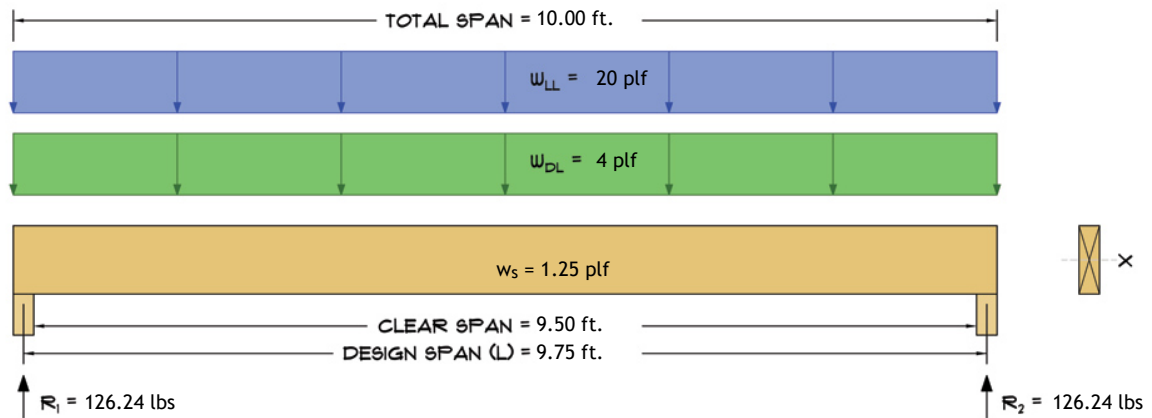 TOTAL SPAN = 10.00 ft.
WLL = 20 plf
WDL = 4 plf
ws = 1.25 plf
X
CLEAR SPAN = 9.50 ft.
DESIGN SPAN (L) = 9.75 ft.
R1 = 126.24 lbs
R2 = 126.24 lbs